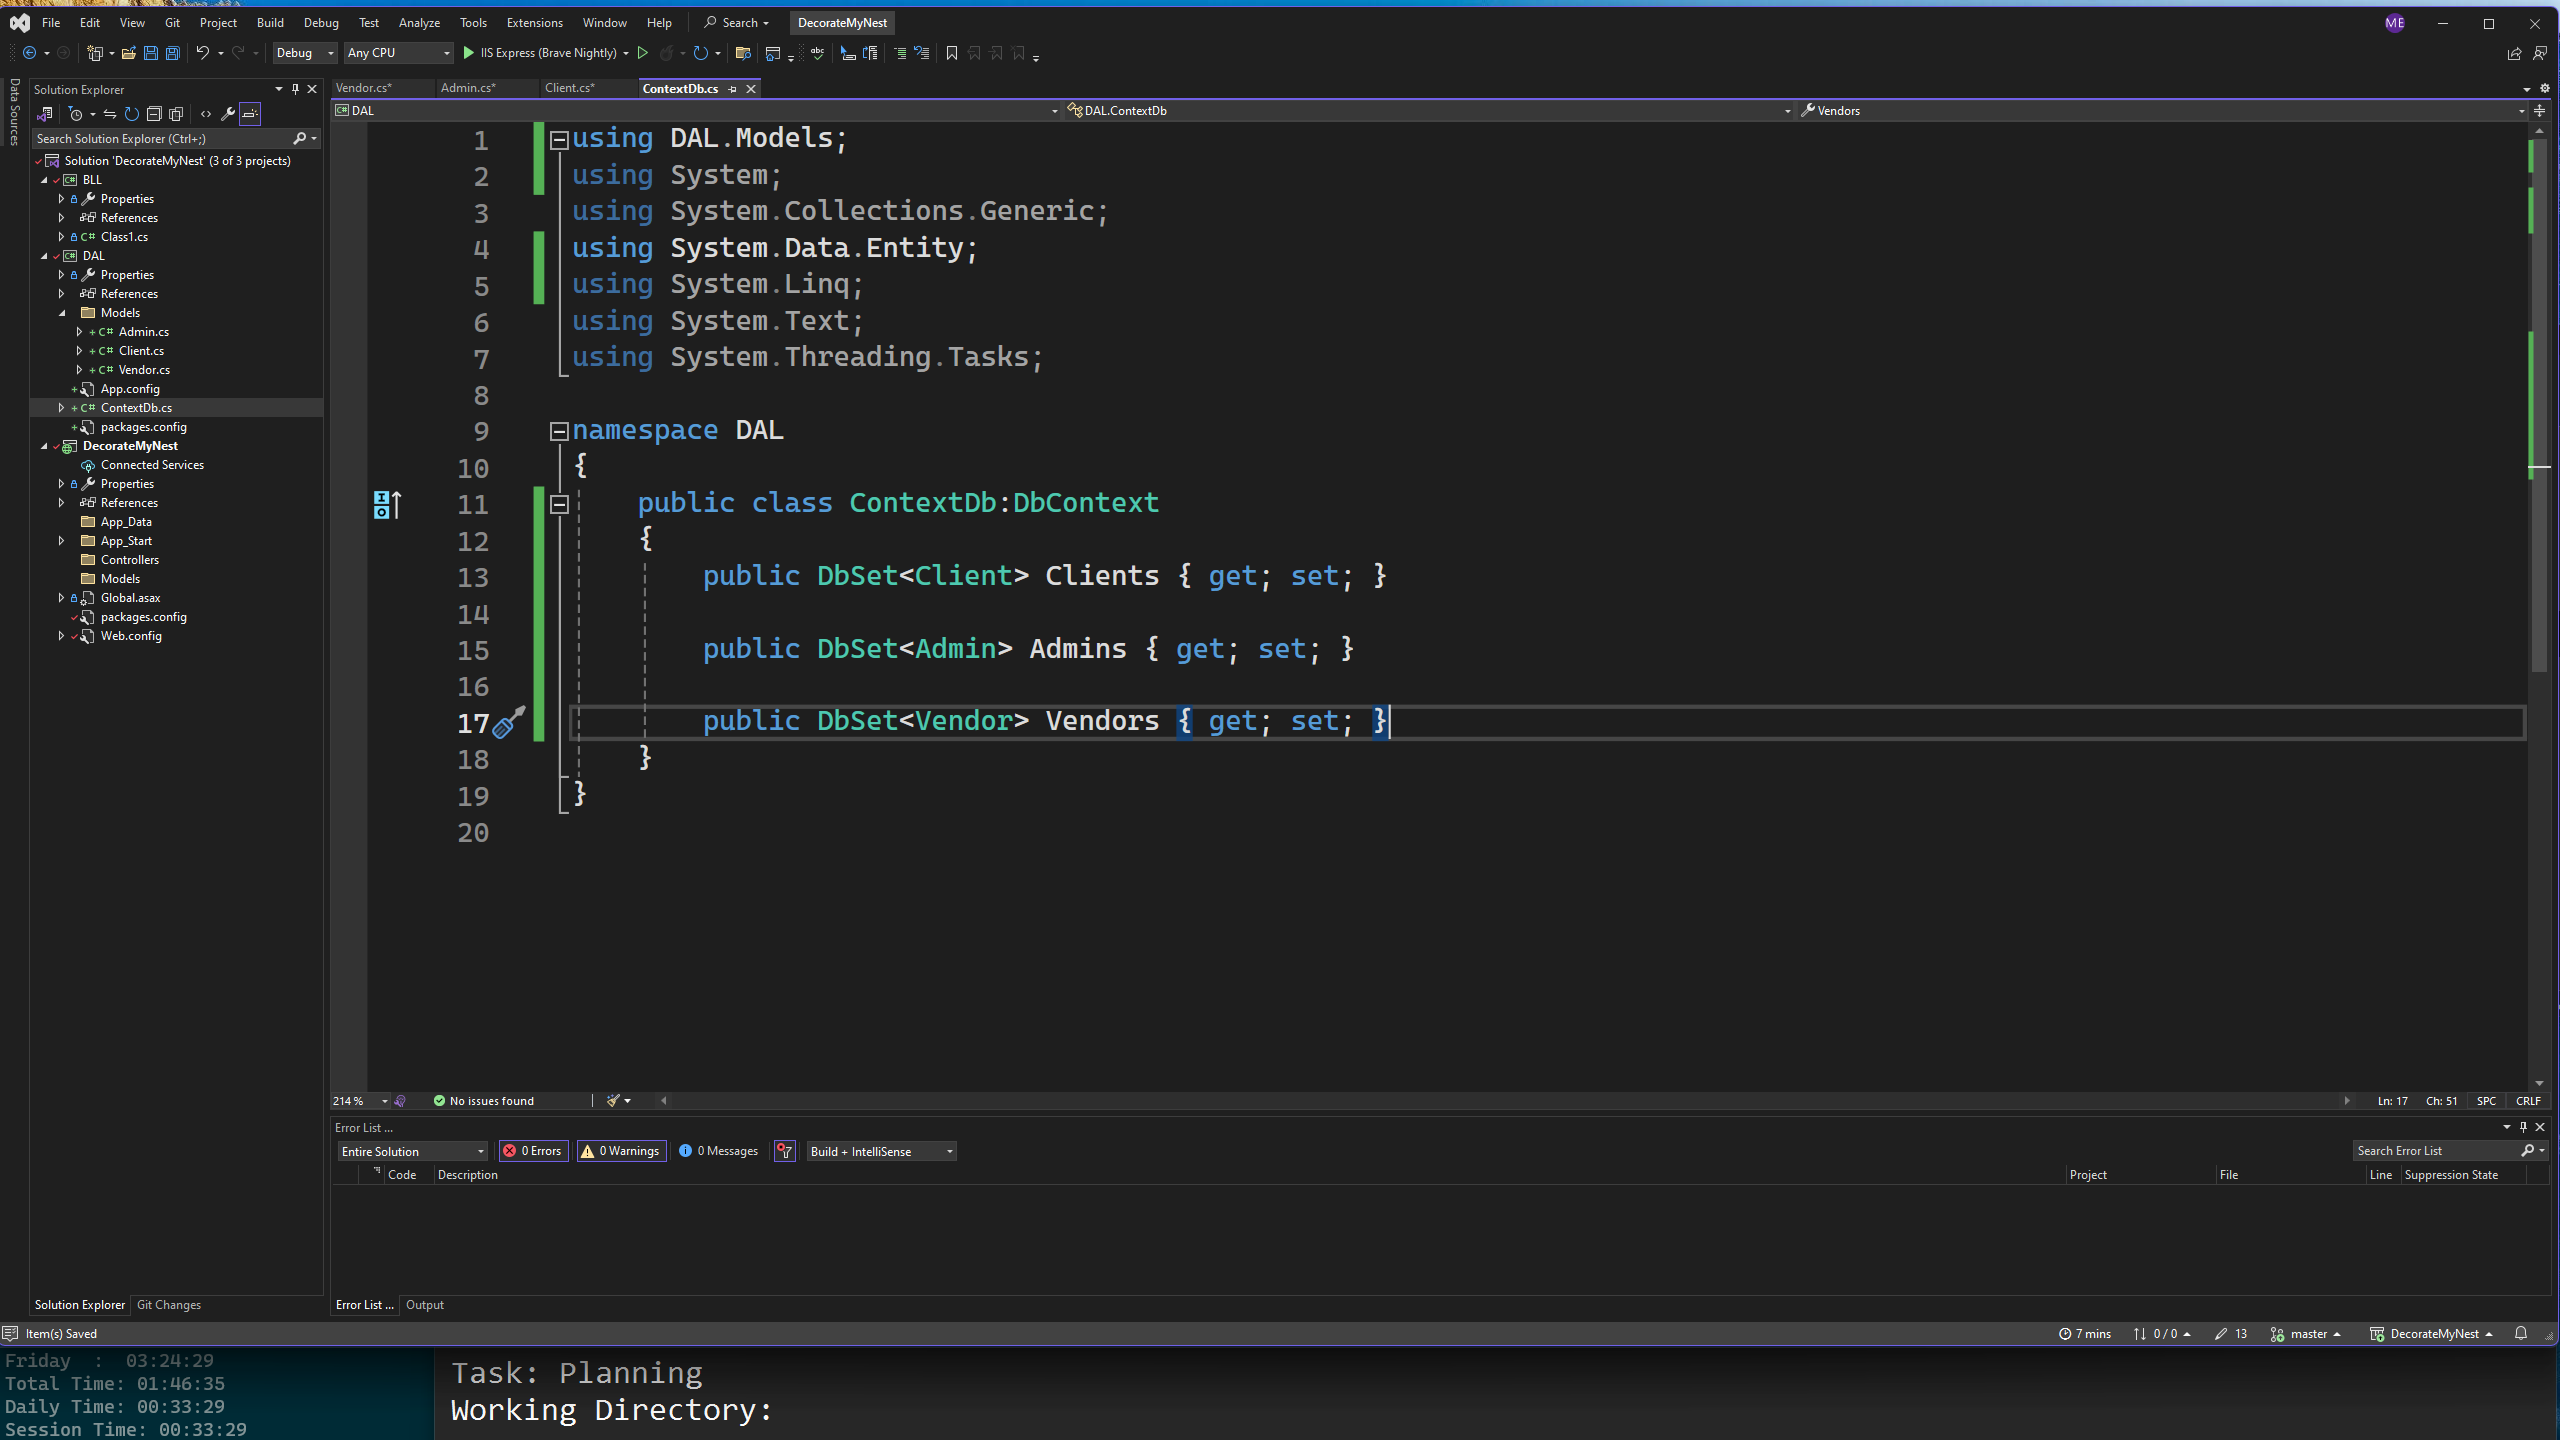 File Edit View Git Project Build Debug Test Analyze Tools Extensions Window Help Search DecorateMyNest ME
Debug Any CPU IIS Express (Brave Nightly)
Data Sources
Solution Explorer
Search Solution Explorer (Ctrl+;)
Solution 'DecorateMyNest' (3 of 3 projects)
BLL
Properties
References
C# Class1.cs
DAL
Properties
References
Models
C# Admin.cs
C# Client.cs
C# Vendor.cs
App.config
C# ContextDb.cs
packages.config
DecorateMyNest
Connected Services
Properties
References
App_Data
App_Start
Controllers
Models
Global.asax
packages.config
Web.config
Solution Explorer Git Changes
Vendor.cs* Admin.cs* Client.cs* ContextDb.cs
DAL DAL.ContextDb Vendors
1 using DAL.Models;
2 using System;
3 using System.Collections.Generic;
4 using System.Data.Entity;
5 using System.Linq;
6 using System.Text;
7 using System.Threading.Tasks;
8
9 namespace DAL
10 {
11 public class ContextDb:DbContext
12 {
13 public DbSet<Client> Clients { get; set; }
14
15 public DbSet<Admin> Admins { get; set; }
16
17 public DbSet<Vendor> Vendors { get; set; }
18 }
19 }
20
214 % No issues found Ln: 17 Ch: 51 SPC CRLF
Error List ...
Entire Solution 0 Errors 0 Warnings 0 Messages Build + IntelliSense Search Error List
Code Description Project File Line Suppression State
Error List ... Output
Item(s) Saved 7 mins 0 / 0 13 master DecorateMyNest
Friday : 03:24:29
Total Time: 01:46:35
Daily Time: 00:33:29
Session Time: 00:33:29
Task: Planning
Working Directory: